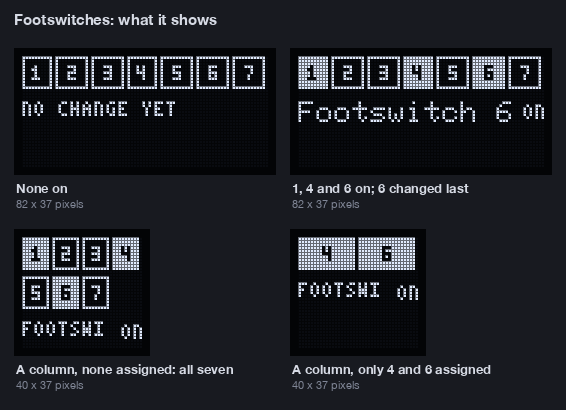 Footswitches: what it shows
1 2 3 4 5 6 7
NO CHANGE YET
None on
82 x 37 pixels
1 2 3 4 5 6 7
Footswitch 6 on
1, 4 and 6 on; 6 changed last
82 x 37 pixels
1 2 3 4
5 6 7
FOOTSWI on
A column, none assigned: all seven
40 x 37 pixels
4 6
FOOTSWI on
A column, only 4 and 6 assigned
40 x 37 pixels